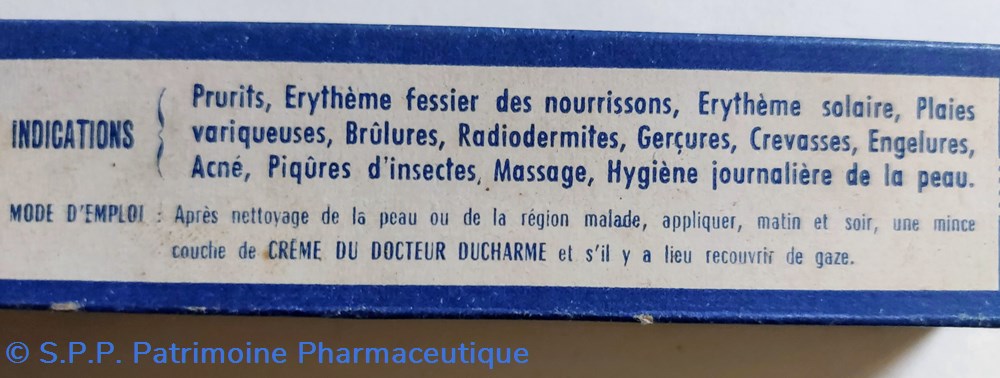 INDICATIONS { Prurits, Erythème fessier des nourrissons, Erythème solaire, Plaies
variqueuses, Brûlures, Radiodermites, Gerçures, Crevasses, Engelures,
Acné, Piqûres d'insectes, Massage, Hygiène journalière de la peau.
MODE D'EMPLOI : Après nettoyage de la peau ou de la région malade, appliquer, matin et soir, une mince
couche de CRÈME DU DOCTEUR DUCHARME et s'il y a lieu recouvrir de gaze.
© S.P.P. Patrimoine Pharmaceutique